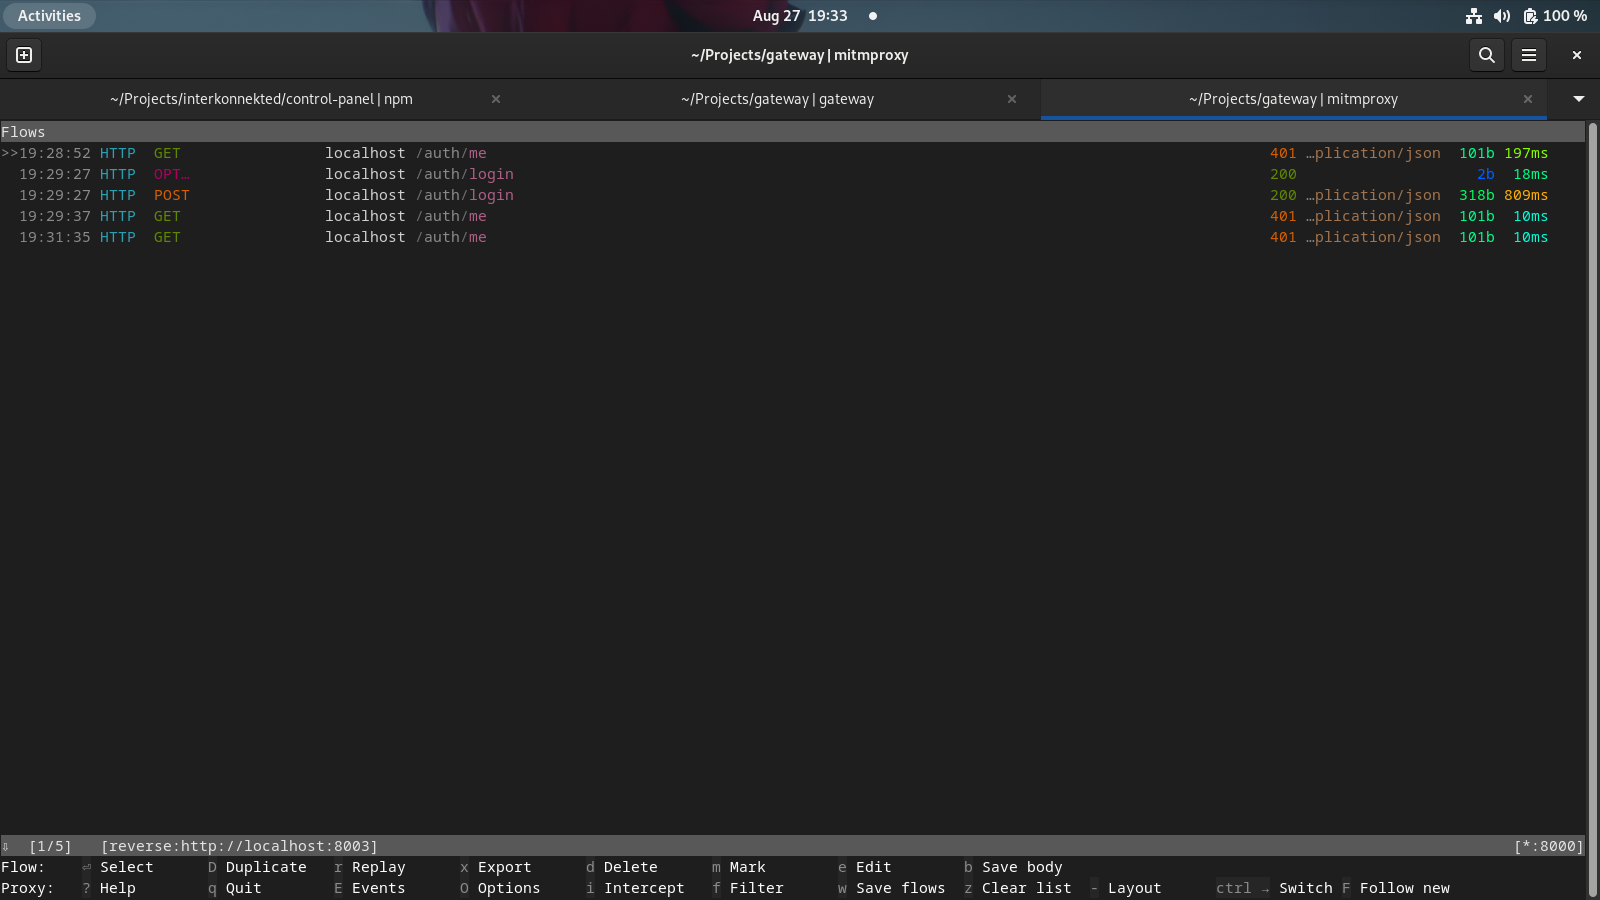 Activities
Aug 27 19:33
100 %
~/Projects/gateway | mitmproxy
~/Projects/interkonnekted/control-panel | npm
~/Projects/gateway | gateway
~/Projects/gateway | mitmproxy
Flows
>>19:28:52 HTTP GET localhost /auth/me 401 …plication/json 101b 197ms
19:29:27 HTTP OPT… localhost /auth/login 200 2b 18ms
19:29:27 HTTP POST localhost /auth/login 200 …plication/json 318b 809ms
19:29:37 HTTP GET localhost /auth/me 401 …plication/json 101b 10ms
19:31:35 HTTP GET localhost /auth/me 401 …plication/json 101b 10ms
⇩ [1/5] [reverse:http://localhost:8003] [*:8000]
Flow: ⏎ Select D Duplicate r Replay x Export d Delete m Mark e Edit b Save body
Proxy: ? Help q Quit E Events O Options i Intercept f Filter w Save flows z Clear list - Layout ctrl → Switch F Follow new